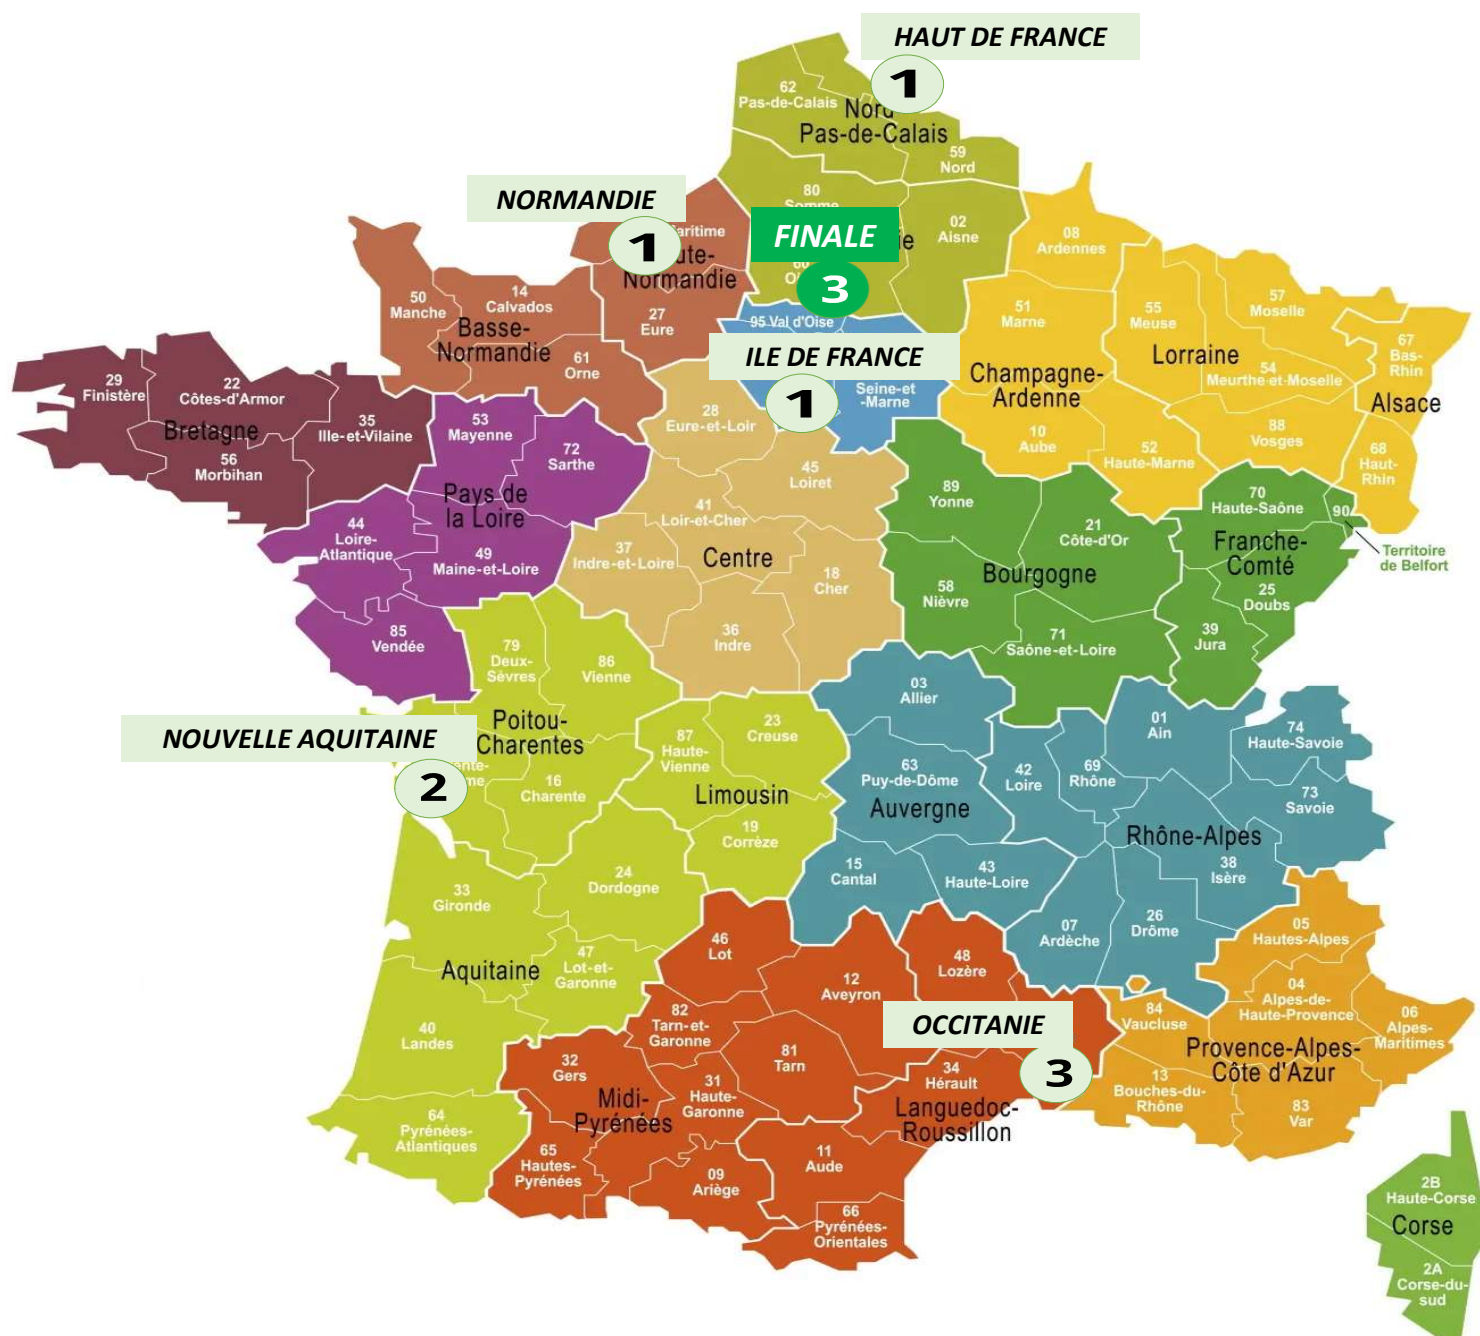 HAUT DE FRANCE
1
62
Pas-de-Calais
Nord
Pas-de-Calais
59
Nord
NORMANDIE
1
80
Somme
FINALE
3
02
Aisne
08
Ardennes
Normandie
50
Manche
14
Calvados
Basse-
Normandie
27
Eure
61
Orne
95 Val d'Oise
ILE DE FRANCE
1
Seine-et
-Marne
51
Marne
Champagne-
Ardenne
55
Meuse
57
Moselle
Lorraine
54
Meurthe-et-Moselle
67
Bas-
Rhin
Alsace
68
Haut-
Rhin
88
Vosges
10
Aube
52
Haute-Marne
29
Finistère
22
Côtes-d'Armor
Bretagne
35
Ille-et-Vilaine
56
Morbihan
53
Mayenne
72
Sarthe
Pays de
la Loire
44
Loire-
Atlantique
49
Maine-et-Loire
85
Vendée
28
Eure-et-Loir
45
Loiret
41
Loir-et-Cher
37
Indre-et-Loire
Centre
18
Cher
36
Indre
89
Yonne
21
Côte-d'Or
Bourgogne
58
Nièvre
71
Saône-et-Loire
70
Haute-Saône
90
Territoire
de Belfort
Franche-
Comté
25
Doubs
39
Jura
79
Deux-
Sèvres
86
Vienne
Poitou-
Charentes
NOUVELLE AQUITAINE
2
16
Charente
87
Haute-
Vienne
23
Creuse
Limousin
19
Corrèze
03
Allier
63
Puy-de-Dôme
Auvergne
15
Cantal
43
Haute-Loire
42
Loire
69
Rhône
01
Ain
74
Haute-Savoie
73
Savoie
Rhône-Alpes
38
Isère
07
Ardèche
26
Drôme
33
Gironde
24
Dordogne
47
Lot-et-
Garonne
Aquitaine
40
Landes
64
Pyrénées-
Atlantiques
46
Lot
12
Aveyron
48
Lozère
82
Tarn-et-
Garonne
OCCITANIE
3
81
Tarn
32
Gers
31
Haute-
Garonne
Midi-
Pyrénées
34
Hérault
Languedoc-
Roussillon
65
Hautes-
Pyrénées
09
Ariège
11
Aude
66
Pyrénées-
Orientales
05
Hautes-Alpes
04
Alpes-de-
Haute-Provence
06
Alpes-
Maritimes
84
Vaucluse
Provence-Alpes-
Côte d'Azur
13
Bouches-du-
Rhône
83
Var
2B
Haute-Corse
Corse
2A
Corse-du-
sud